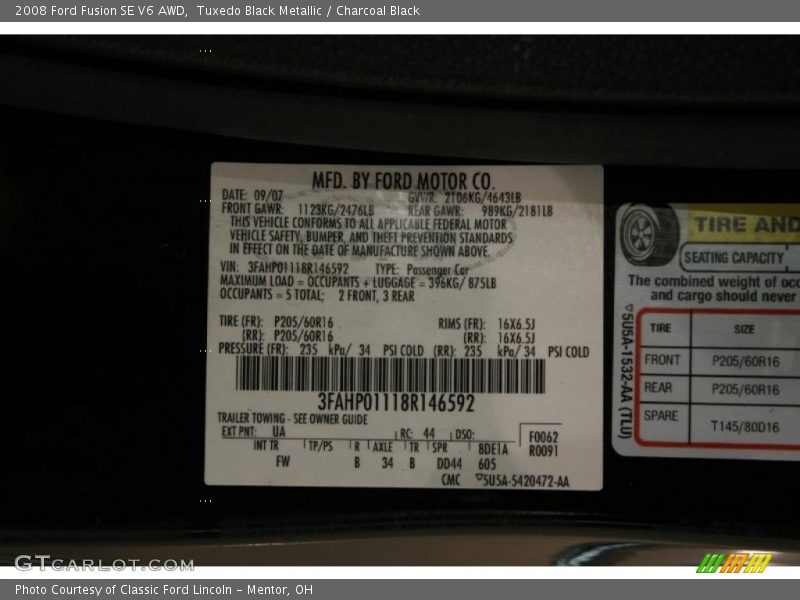 2008 Ford Fusion SE V6 AWD,  Tuxedo Black Metallic / Charcoal Black
MFD. BY FORD MOTOR CO.
DATE: 09/07 GVWR: 2106KG/4643LB
FRONT GAWR: 1123KG/2476LB REAR GAWR: 989KG/2181LB
THIS VEHICLE CONFORMS TO ALL APPLICABLE FEDERAL MOTOR
VEHICLE SAFETY, BUMPER, AND THEFT PREVENTION STANDARDS
IN EFFECT ON THE DATE OF MANUFACTURE SHOWN ABOVE.
VIN: 3FAHP01118R146592 TYPE: Passenger Car
MAXIMUM LOAD = OCCUPANTS + LUGGAGE = 396KG/ 875LB
OCCUPANTS = 5 TOTAL; 2 FRONT, 3 REAR
TIRE (FR): P205/60R16 RIMS (FR): 16X6.5J
(RR): P205/60R16 (RR): 16X6.5J
PRESSURE (FR): 235 kPa/ 34 PSI COLD (RR): 235 kPa/ 34 PSI COLD
3FAHP01118R146592
TRAILER TOWING - SEE OWNER GUIDE
EXT PNT: UA RC: 44 DSO: F0062
INT TR TP/PS R AXLE TR SPR 8DE1A R0091
FW B 34 B DD44 605
CMC ▽5U5A-5420472-AA
TIRE AND
SEATING CAPACITY
The combined weight of occ
and cargo should never
▽5U5A-1532-AA (TLU)
TIRE SIZE
FRONT P205/60R16
REAR P205/60R16
SPARE T145/80D16
GTCARLOT.COM
Photo Courtesy of Classic Ford Lincoln - Mentor, OH